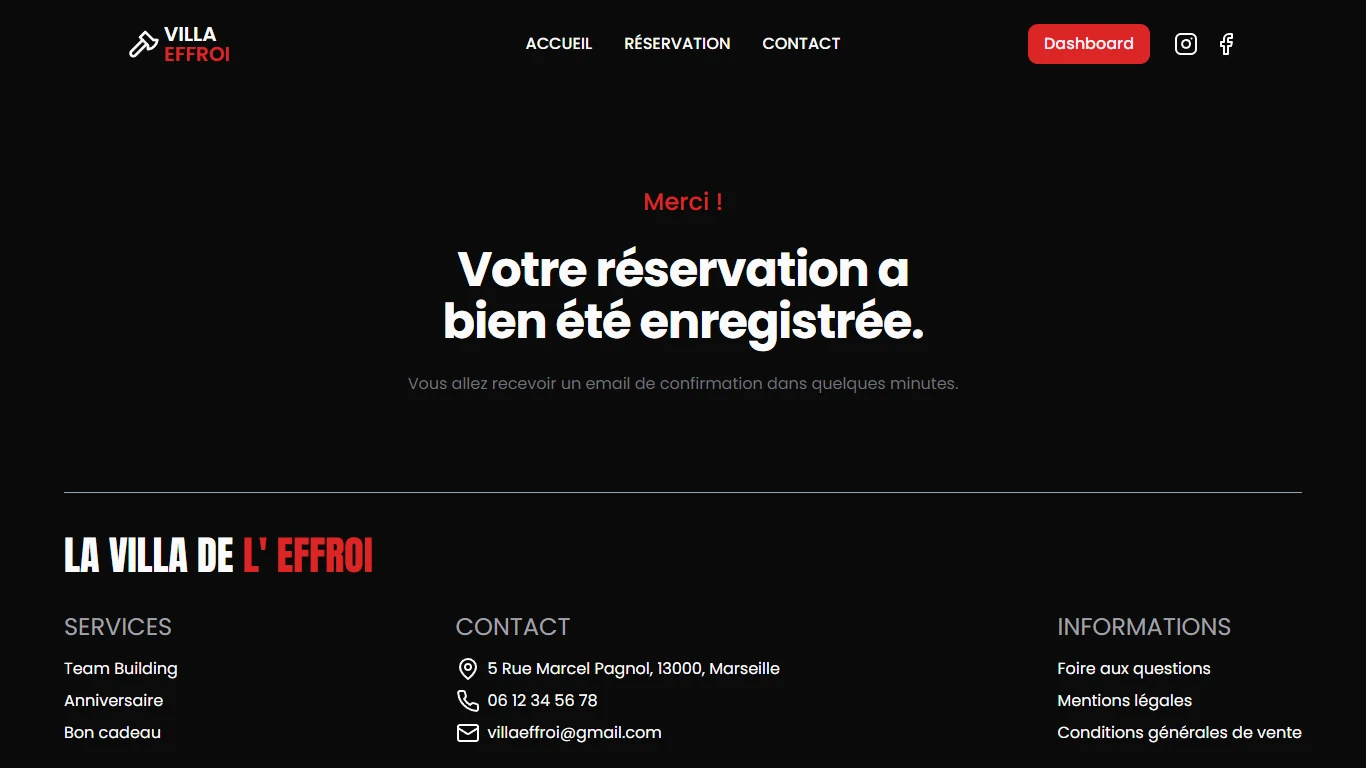 VILLA
EFFROI
ACCUEIL
RÉSERVATION
CONTACT
Dashboard
Merci !
Votre réservation a
bien été enregistrée.
Vous allez recevoir un email de confirmation dans quelques minutes.
LA VILLA DE L' EFFROI
SERVICES
Team Building
Anniversaire
Bon cadeau
CONTACT
5 Rue Marcel Pagnol, 13000, Marseille
06 12 34 56 78
villaeffroi@gmail.com
INFORMATIONS
Foire aux questions
Mentions légales
Conditions générales de vente